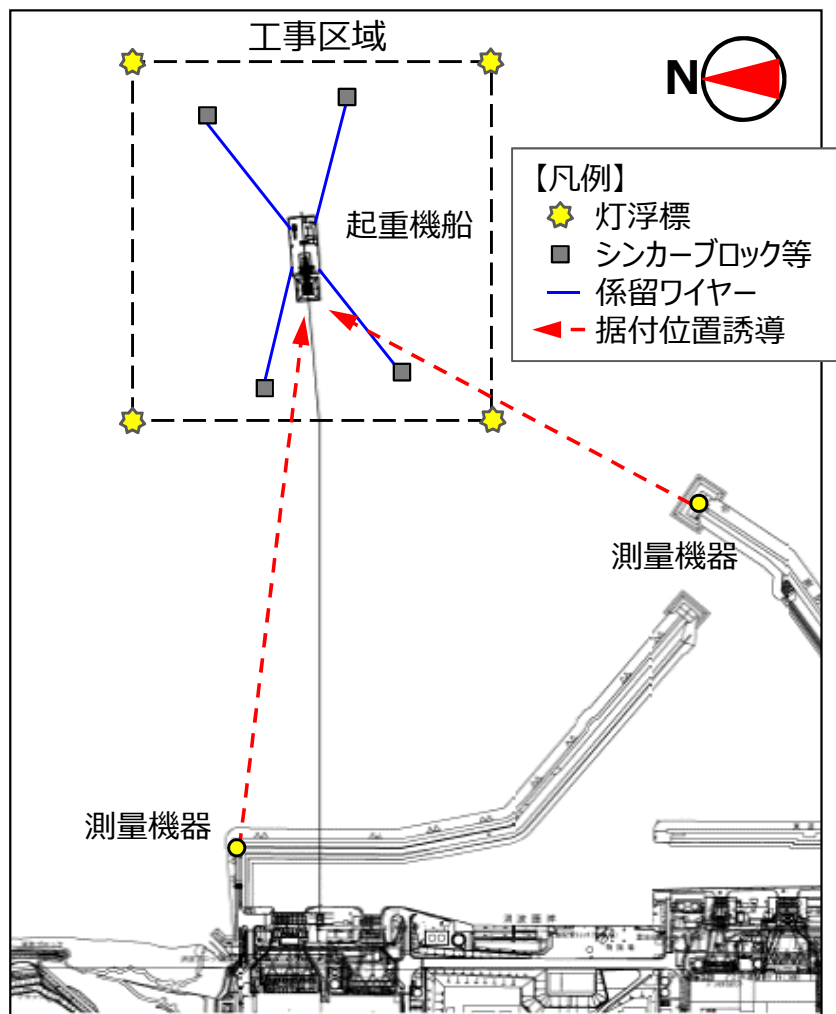 工事区域
N
【凡例】
灯浮標
シンカーブロック等
係留ワイヤー
据付位置誘導
起重機船
測量機器
測量機器